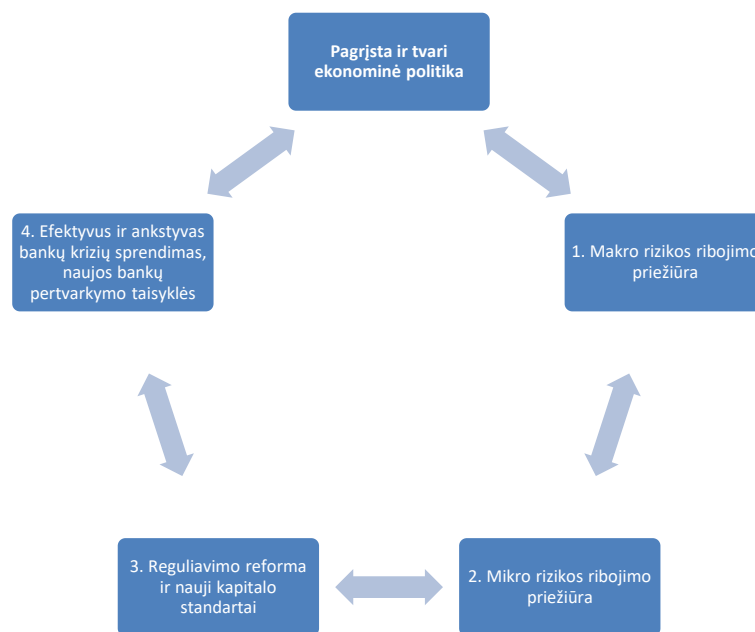 Pagrįsta ir tvari
ekonominė politika
4. Efektyvus ir ankstyvas
bankų krizių sprendimas,
naujos bankų
pertvarkymo taisyklės
1. Makro rizikos ribojimo
priežiūra
3. Reguliavimo reforma
ir nauji kapitalo
standartai
2. Mikro rizikos ribojimo
priežiūra